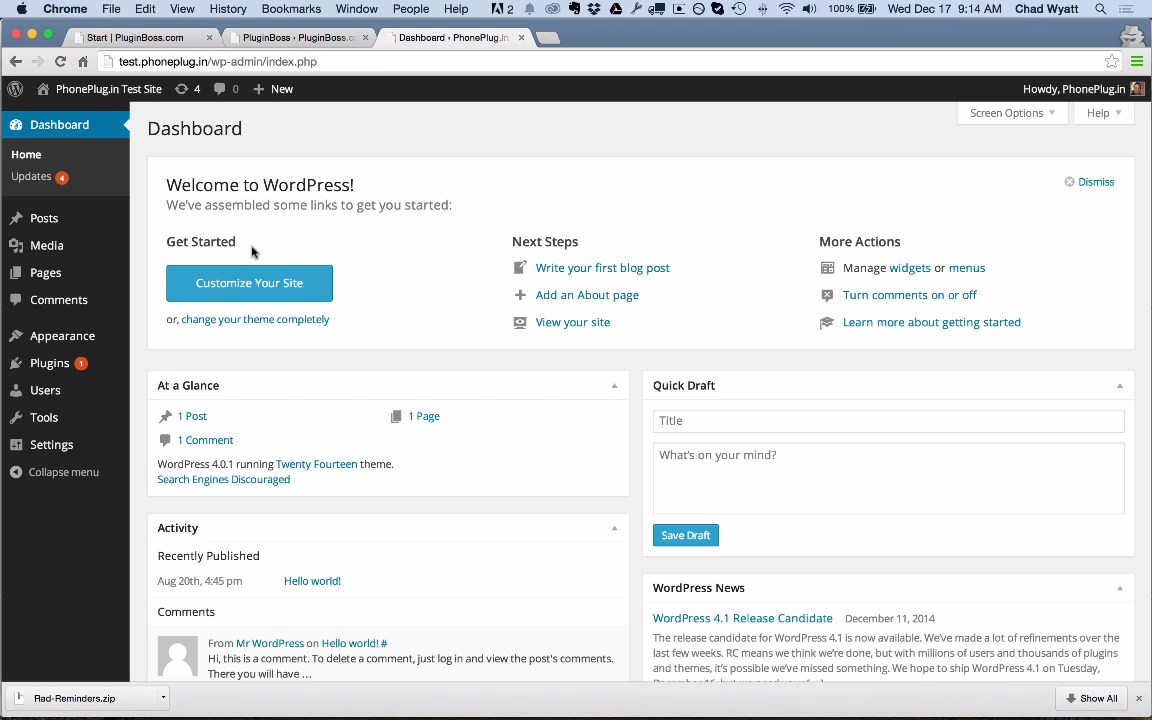 Chrome File Edit View History Bookmarks Window People Help 2 100% Wed Dec 17 9:14 AM Chad Wyatt
Start | PluginBoss.com × PluginBoss ‹ PluginBoss.cc × Dashboard ‹ PhonePlug.in ×
test.phoneplug.in/wp-admin/index.php
PhonePlug.in Test Site 4 0 + New Howdy, PhonePlug.in
Dashboard
Home
Updates 4
Posts
Media
Pages
Comments
Appearance
Plugins 1
Users
Tools
Settings
Collapse menu
Screen Options Help
Dashboard
Welcome to WordPress!
Dismiss
We've assembled some links to get you started:
Get Started
Customize Your Site
or, change your theme completely
Next Steps
Write your first blog post
Add an About page
View your site
More Actions
Manage widgets or menus
Turn comments on or off
Learn more about getting started
At a Glance
1 Post 1 Page
1 Comment
WordPress 4.0.1 running Twenty Fourteen theme.
Search Engines Discouraged
Activity
Recently Published
Aug 20th, 4:45 pm Hello world!
Comments
From Mr WordPress on Hello world! #
Hi, this is a comment. To delete a comment, just log in and view the post's comments.
There you will have ...
Quick Draft
Title
What's on your mind?
Save Draft
WordPress News
WordPress 4.1 Release Candidate December 11, 2014
The release candidate for WordPress 4.1 is now available. We've made a lot of refinements over the
last few weeks. RC means we think we're done, but with millions of users and thousands of plugins
and themes, it's possible we've missed something. We hope to ship WordPress 4.1 on Tuesday,
Rad-Reminders.zip Show All